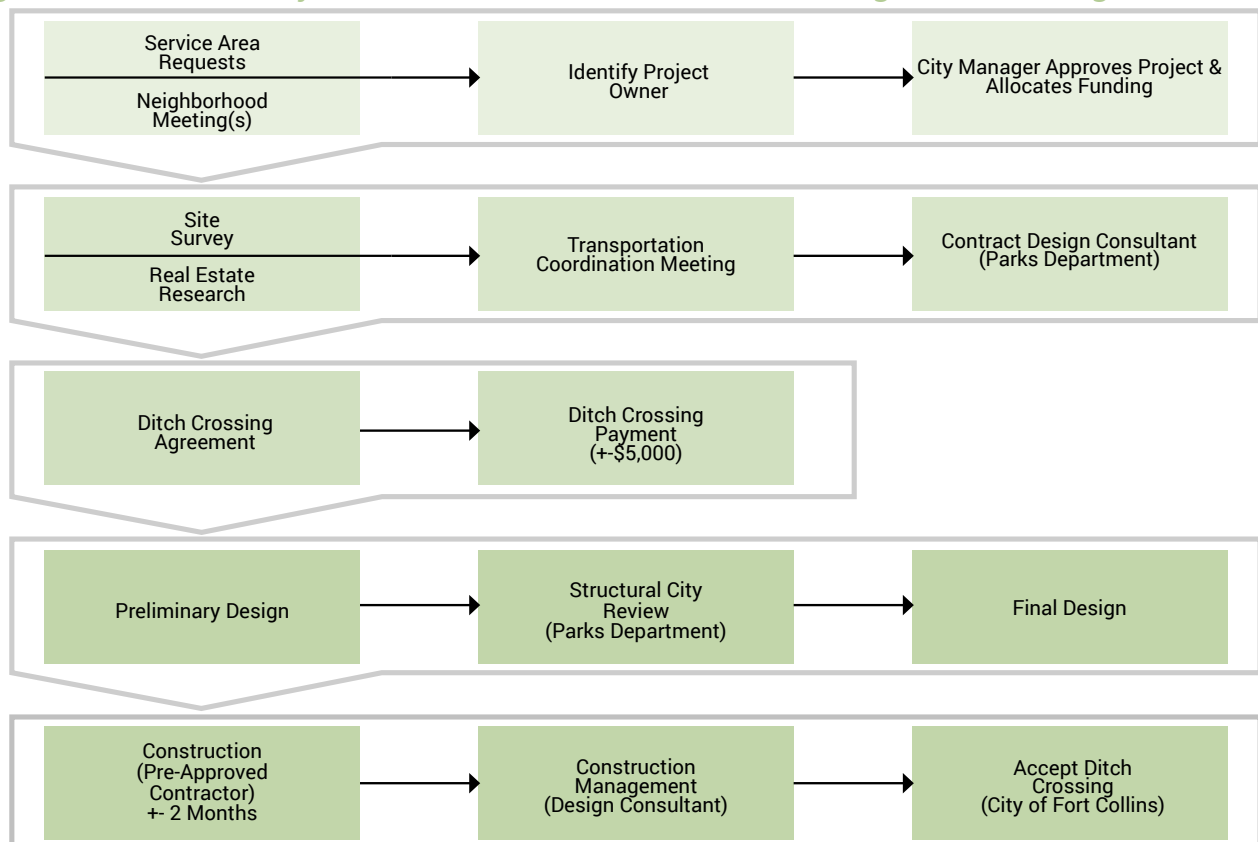 Service Area
Requests
Neighborhood
Meeting(s)
Identify Project
Owner
City Manager Approves Project &
Allocates Funding
Site
Survey
Real Estate
Research
Transportation
Coordination Meeting
Contract Design Consultant
(Parks Department)
Ditch Crossing
Agreement
Ditch Crossing
Payment
(+-$5,000)
Preliminary Design
Structural City
Review
(Parks Department)
Final Design
Construction
(Pre-Approved
Contractor)
+- 2 Months
Construction
Management
(Design Consultant)
Accept Ditch
Crossing
(City of Fort Collins)